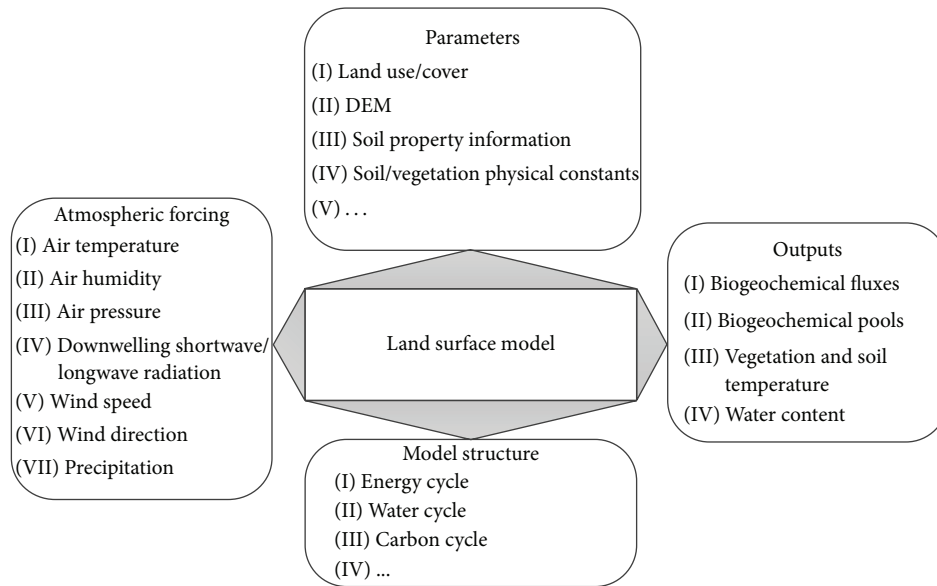 Parameters
(I) Land use/cover
(II) DEM
(III) Soil property information
(IV) Soil/vegetation physical constants
(V) . . .
Atmospheric forcing
(I) Air temperature
(II) Air humidity
(III) Air pressure
(IV) Downwelling shortwave/
longwave radiation
(V) Wind speed
(VI) Wind direction
(VII) Precipitation
Land surface model
Outputs
(I) Biogeochemical fluxes
(II) Biogeochemical pools
(III) Vegetation and soil
temperature
(IV) Water content
Model structure
(I) Energy cycle
(II) Water cycle
(III) Carbon cycle
(IV) ...